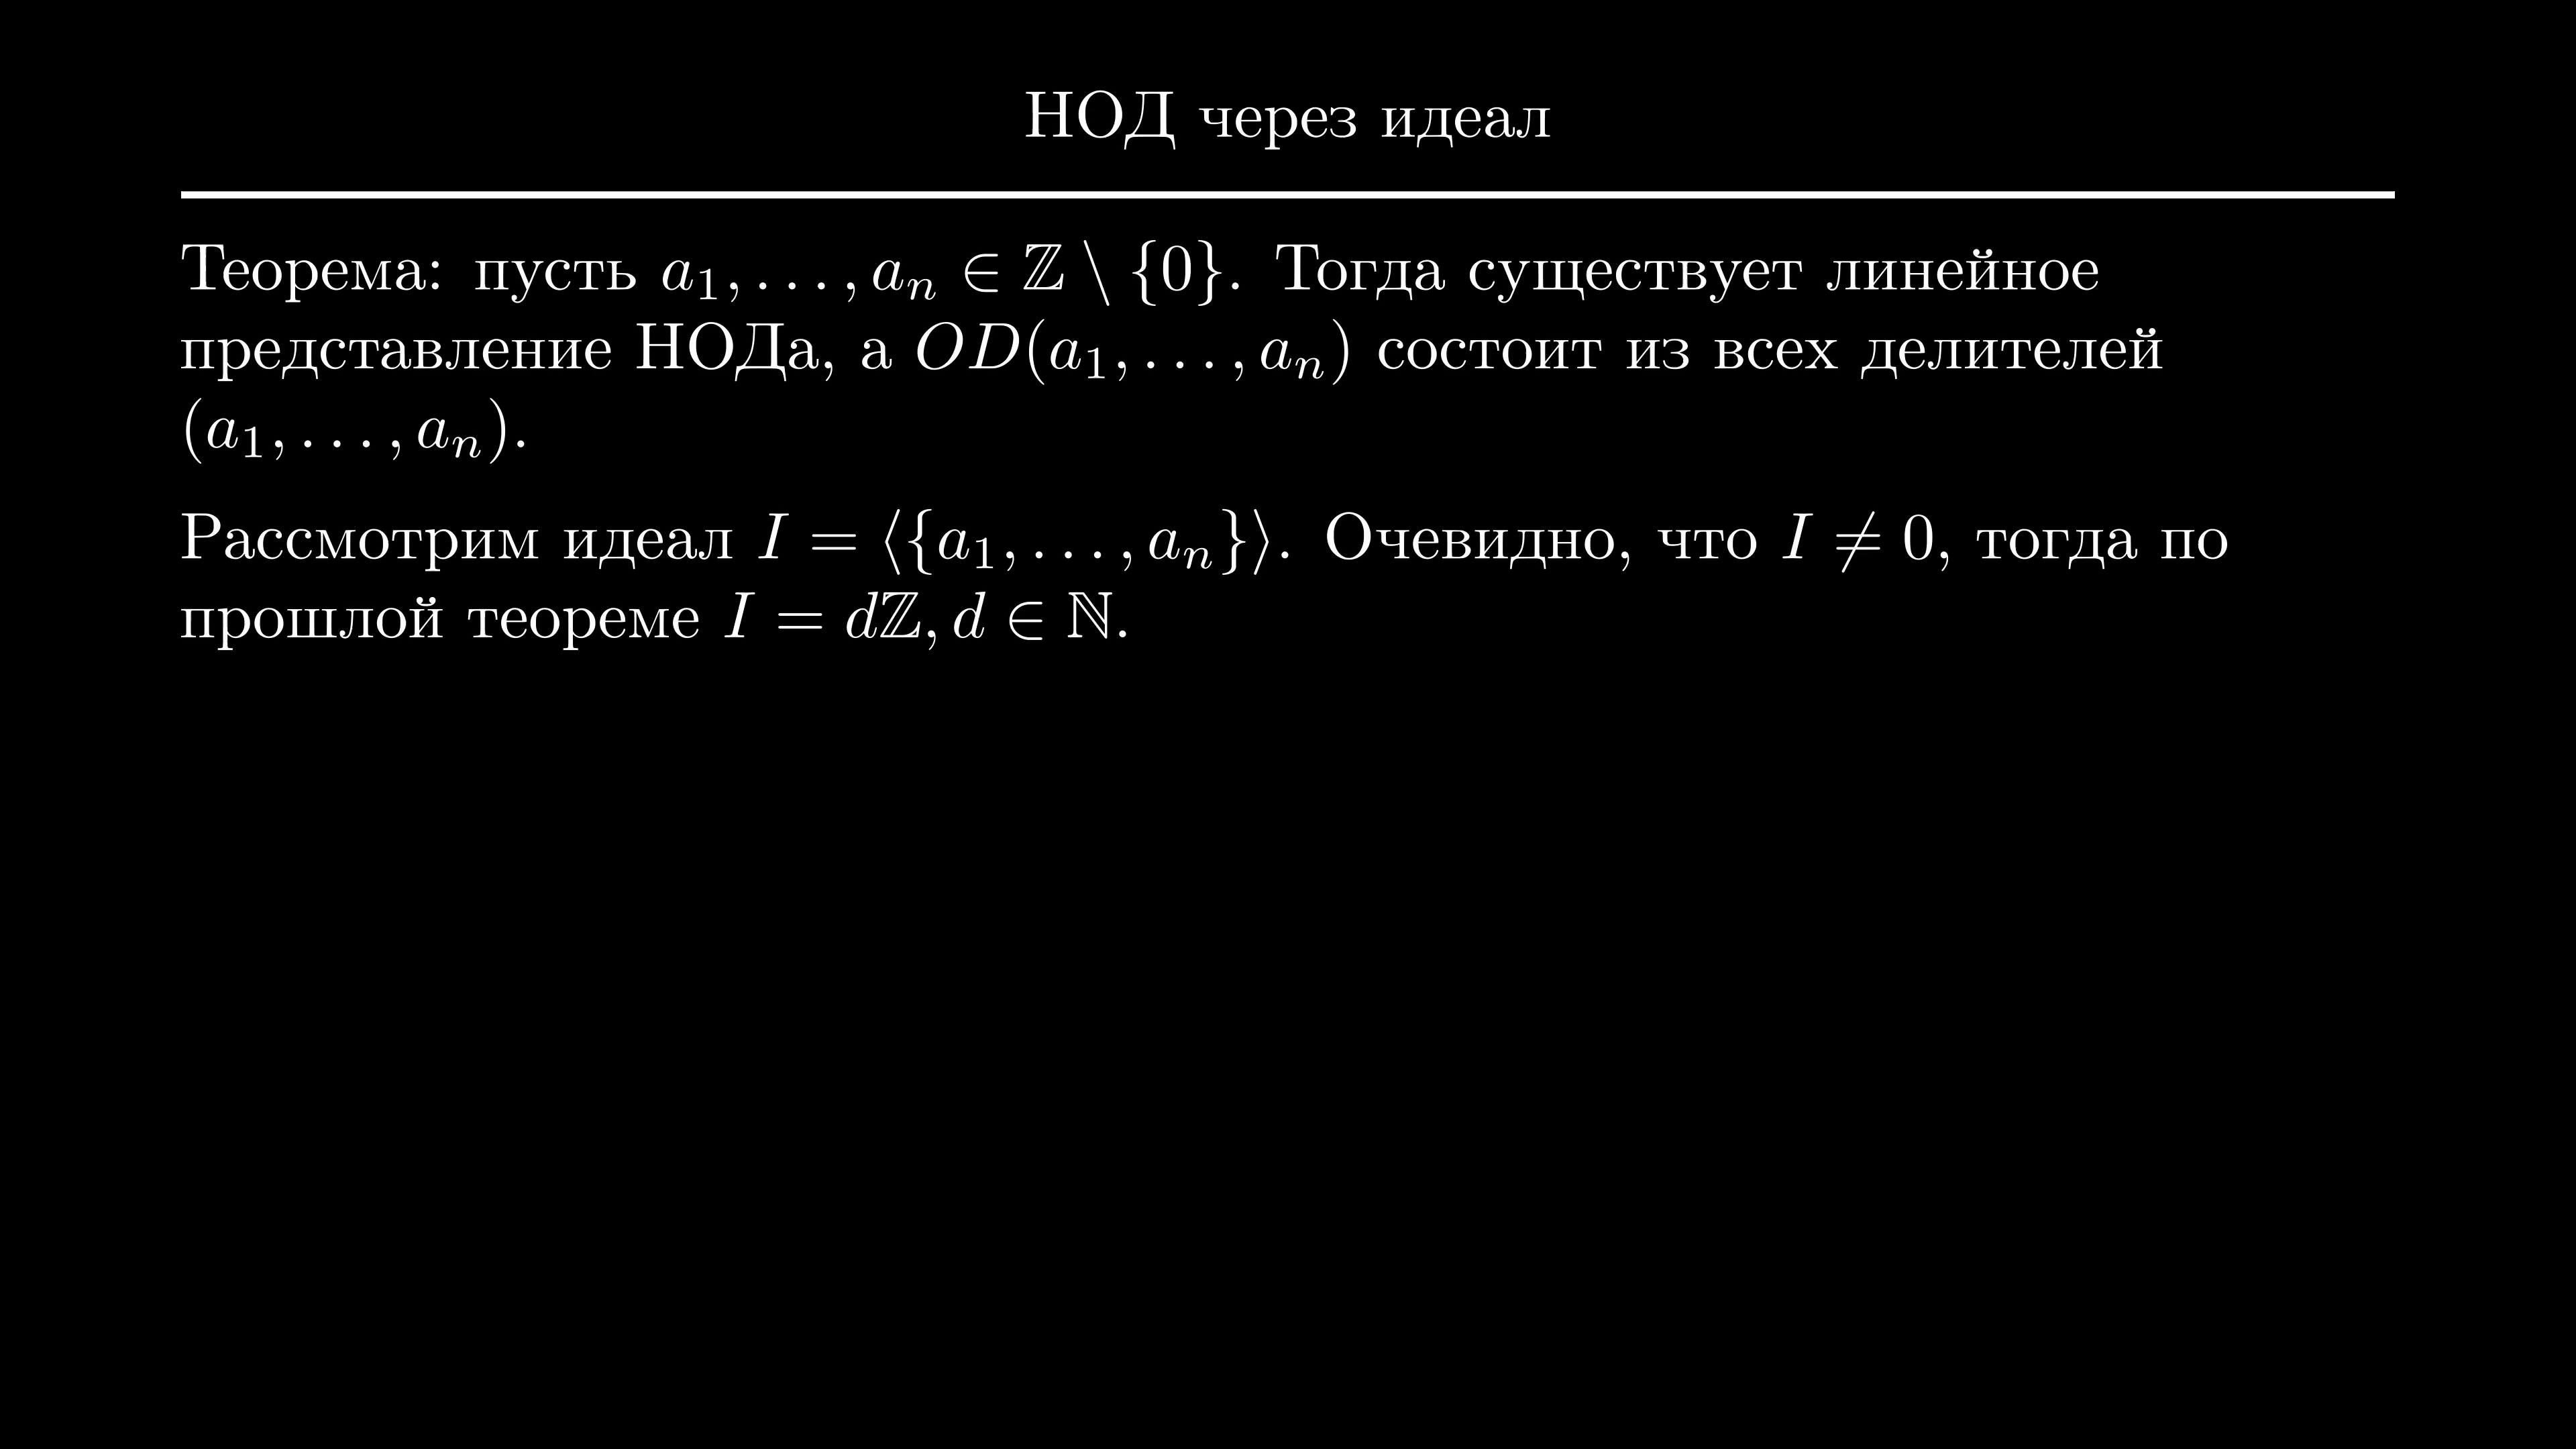 НОД через идеал
Теорема: пусть a₁, . . . , aₙ ∈ ℤ \ {0}. Тогда существует линейное
представление НОДа, а OD(a₁, . . . , aₙ) состоит из всех делителей
(a₁, . . . , aₙ).
Рассмотрим идеал I = ⟨{a₁, . . . , aₙ}⟩. Очевидно, что I ≠ 0, тогда по
прошлой теореме I = dℤ, d ∈ ℕ.